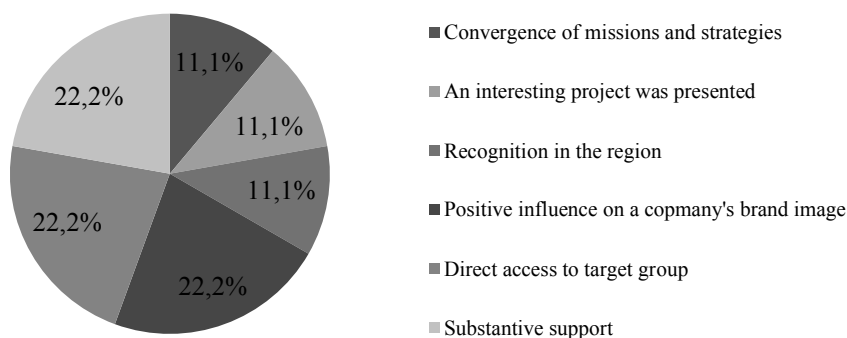 11,1%
11,1%
11,1%
22,2%
22,2%
22,2%
Convergence of missions and strategies
An interesting project was presented
Recognition in the region
Positive influence on a copmany's brand image
Direct access to target group
Substantive support